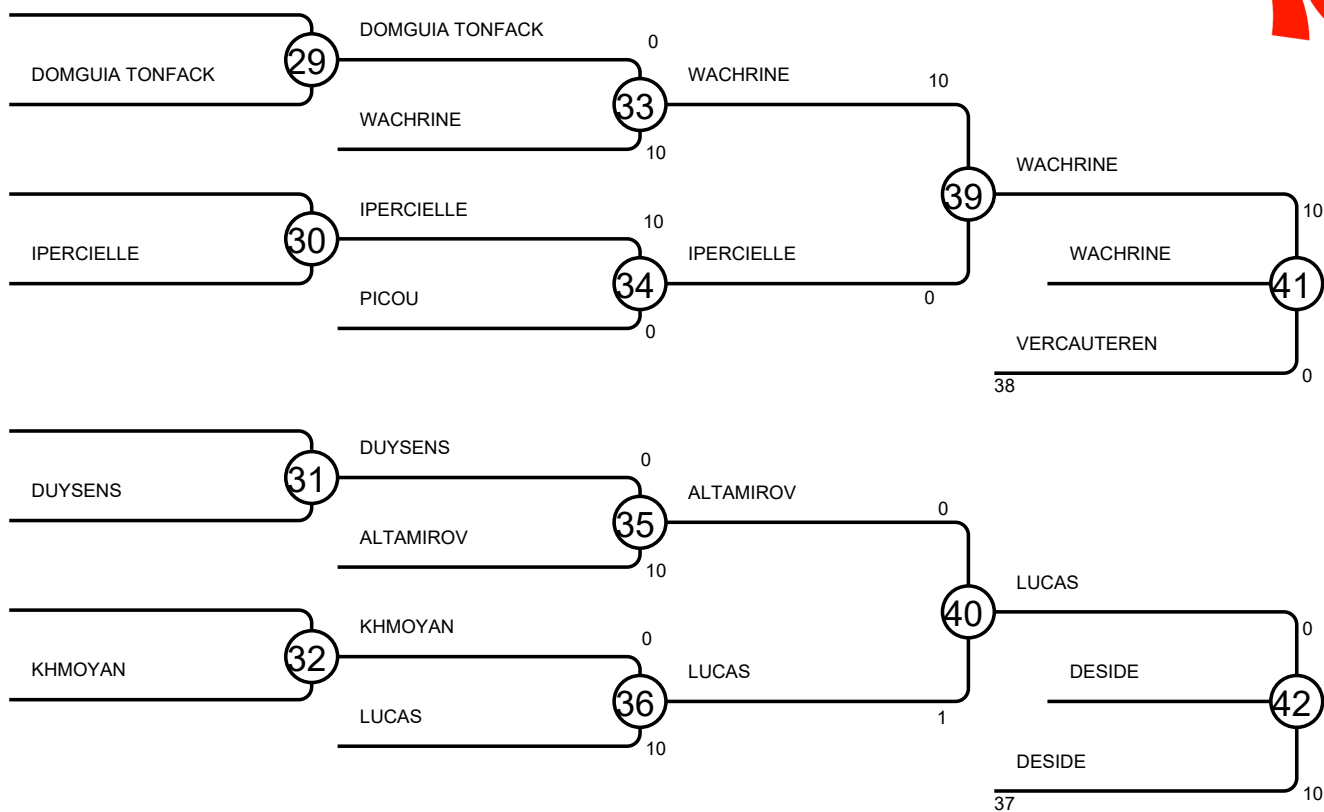 DOMGUIA TONFACK
0
29
DOMGUIA TONFACK
WACHRINE
10
33
WACHRINE
10
WACHRINE
39
IPERCIELLE
10
WACHRINE
10
30
IPERCIELLE
IPERCIELLE
34
41
PICOU
0
0
VERCAUTEREN
38
0
DUYSENS
0
31
DUYSENS
ALTAMIROV
0
35
ALTAMIROV
10
LUCAS
40
KHMOYAN
0
0
32
KHMOYAN
LUCAS
DESIDE
36
42
LUCAS
1
10
DESIDE
37
10